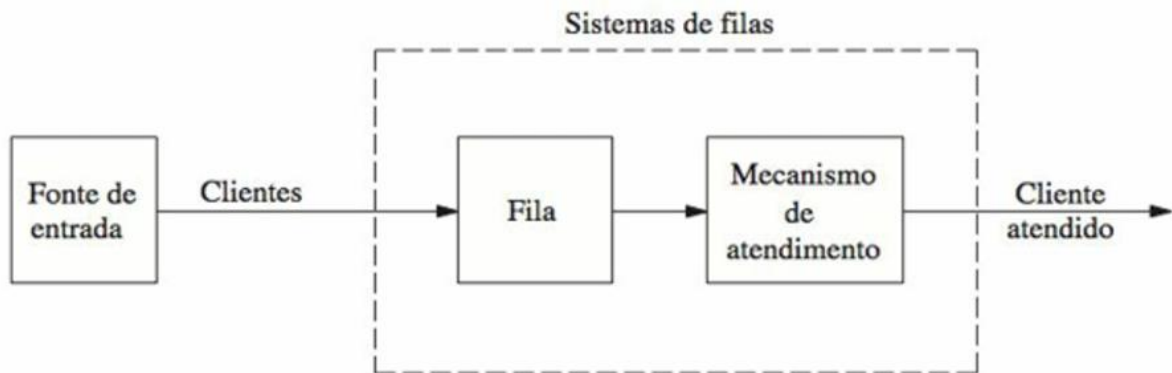 Sistemas de filas
Fonte de
entrada
Clientes
Fila
Mecanismo
de
atendimento
Cliente
atendido